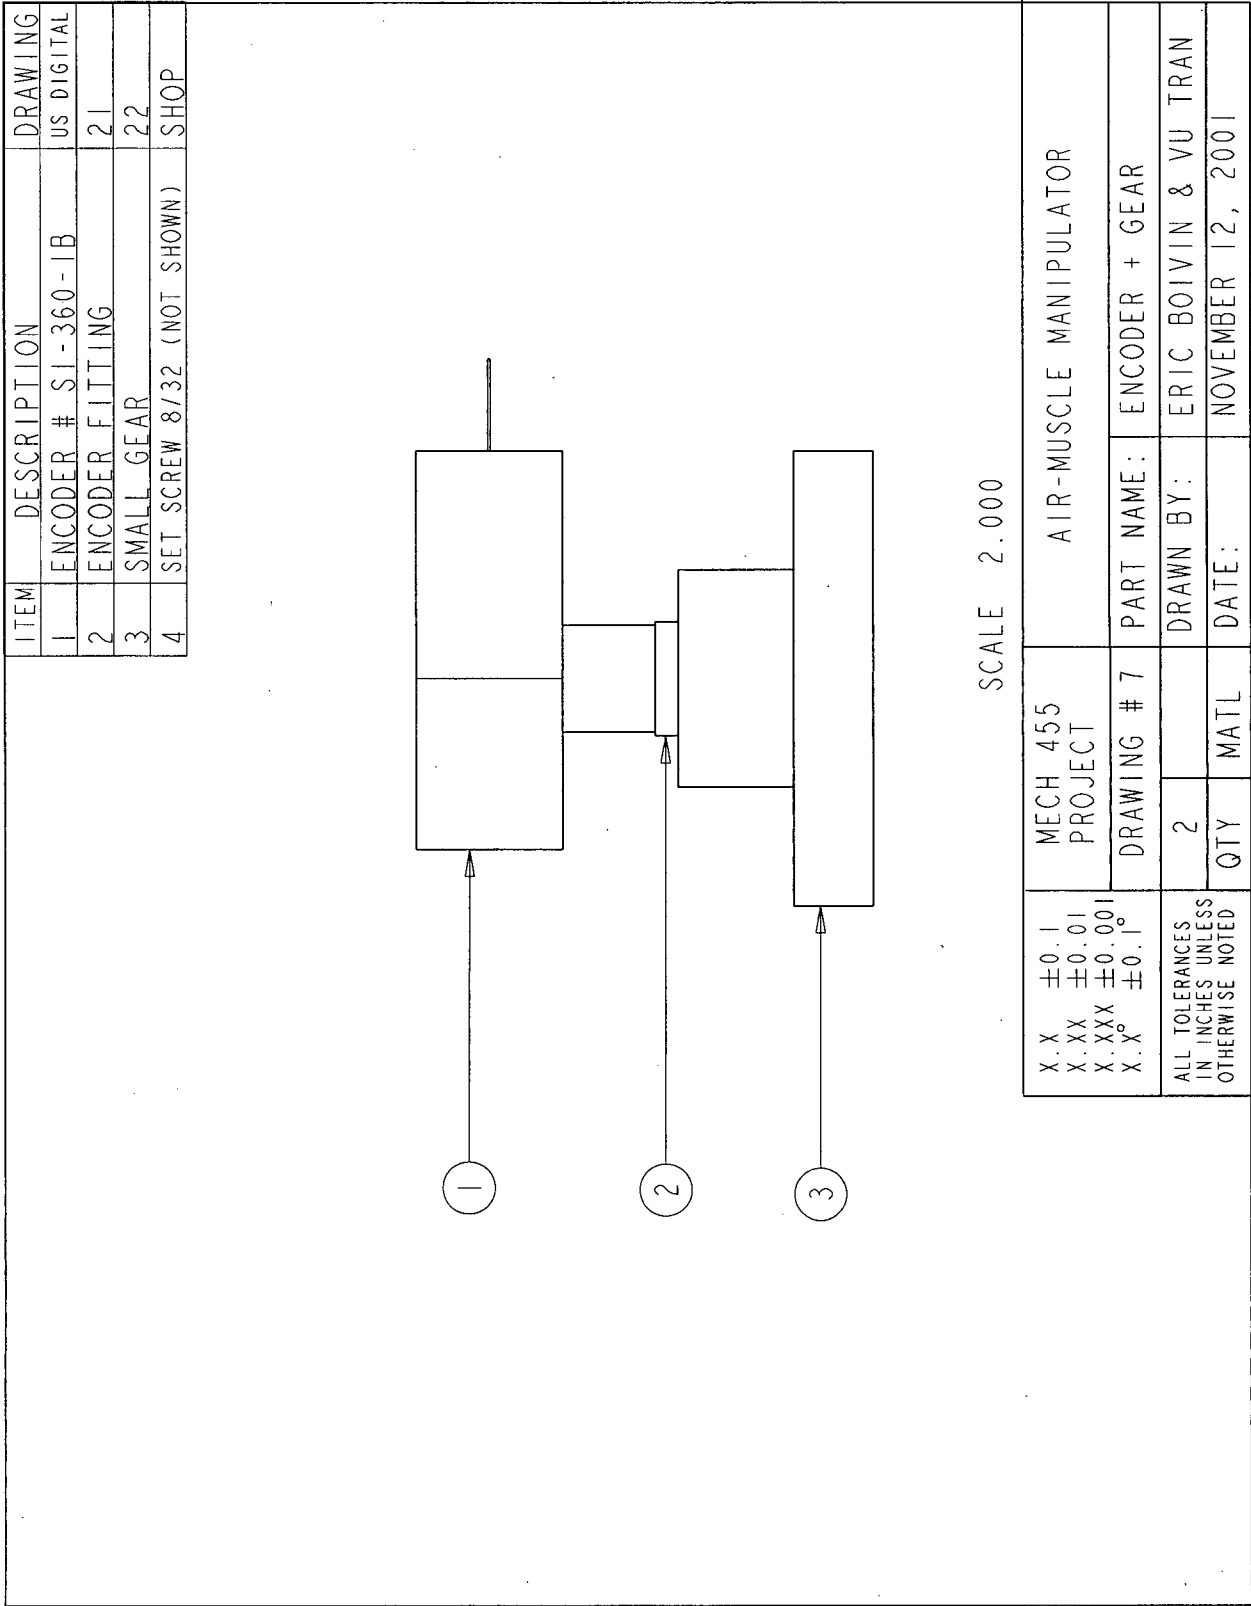 ITEM DESCRIPTION DRAWING
1 ENCODER # S1-360-1B US DIGITAL
2 ENCODER FITTING 21
3 SMALL GEAR 22
4 SET SCREW 8/32 (NOT SHOWN) SHOP
1
2
3
SCALE 2.000
X.X ±0.1
X.XX ±0.01
X.XXX ±0.001
X.X° ±0.1°
ALL TOLERANCES
IN INCHES UNLESS
OTHERWISE NOTED
MECH 455
PROJECT
AIR-MUSCLE MANIPULATOR
DRAWING # 7
PART NAME: ENCODER + GEAR
2
DRAWN BY: ERIC BOIVIN & VU TRAN
QTY MATL
DATE: NOVEMBER 12, 2001